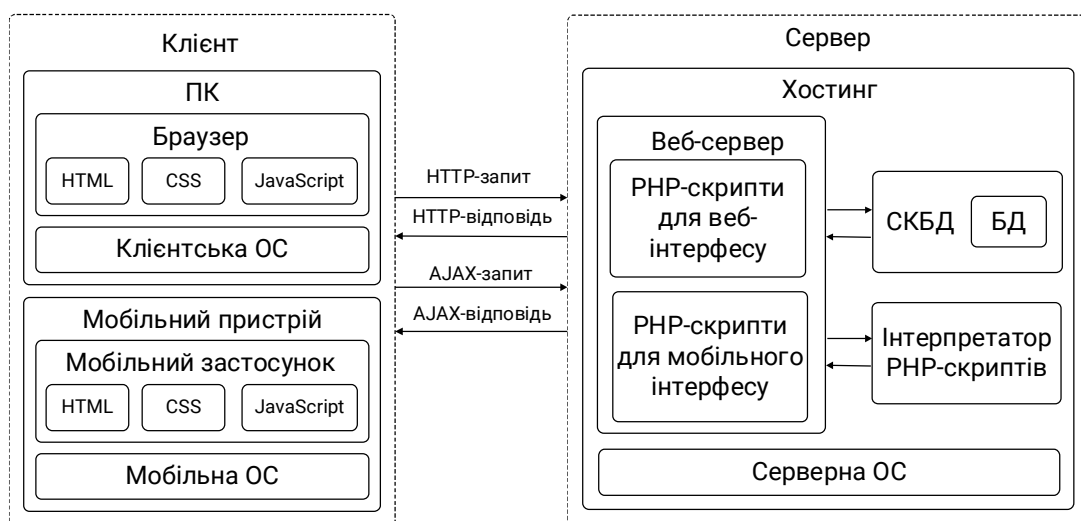 Клієнт
ПК
Браузер
HTML
CSS
JavaScript
Клієнтська ОС
Мобільний пристрій
Мобільний застосунок
HTML
CSS
JavaScript
Мобільна ОС
HTTP-запит
HTTP-відповідь
AJAX-запит
AJAX-відповідь
Сервер
Хостинг
Веб-сервер
PHP-скрипти
для веб-
інтерфесу
PHP-скрипти
для мобільного
інтерфесу
СКБД
БД
Інтерпретатор
PHP-скриптів
Серверна ОС